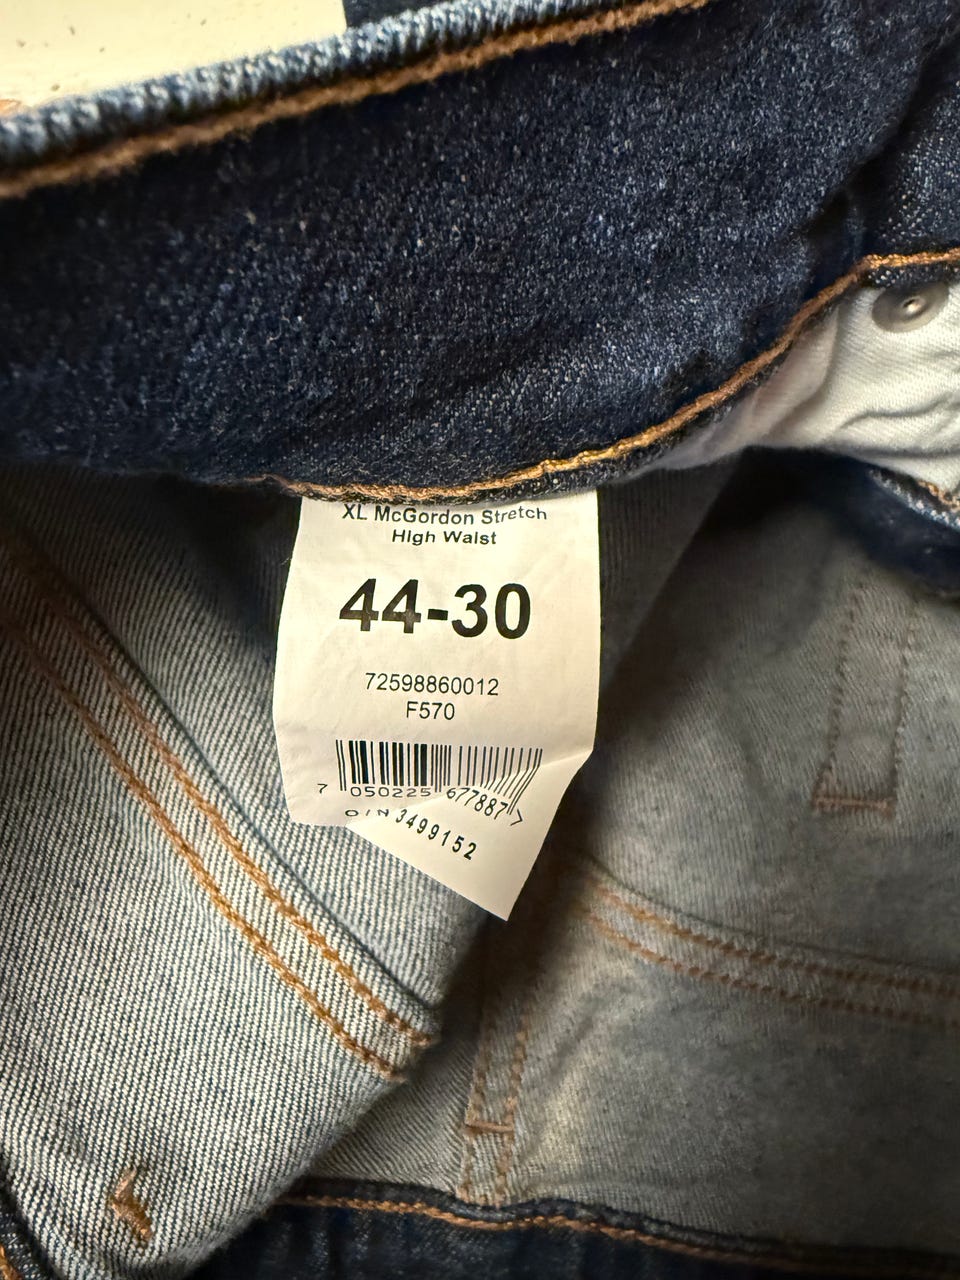 XL McGordon Stretch
High Waist
44-30
72598860012
F570
7 050225 677887 >
O/N 3499152